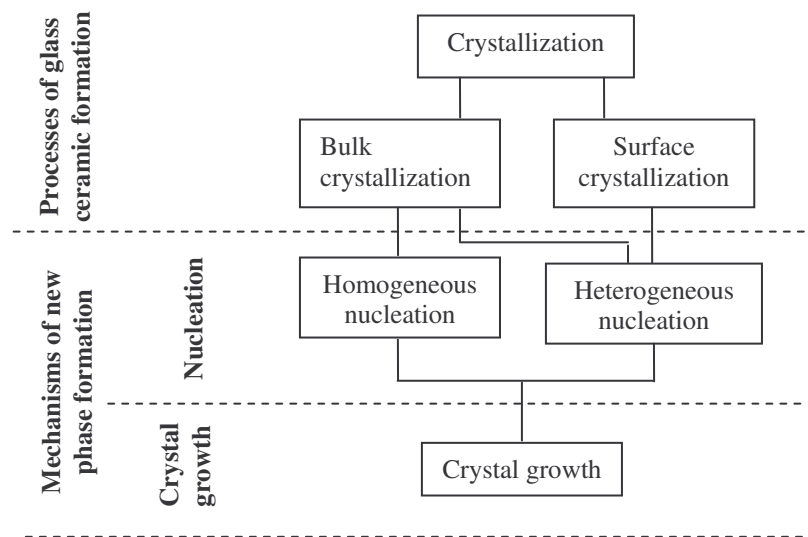 Processes of glass
ceramic formation
Crystallization
Bulk
crystallization
Surface
crystallization
Mechanisms of new
phase formation
Nucleation
Homogeneous
nucleation
Heterogeneous
nucleation
Crystal
growth
Crystal growth